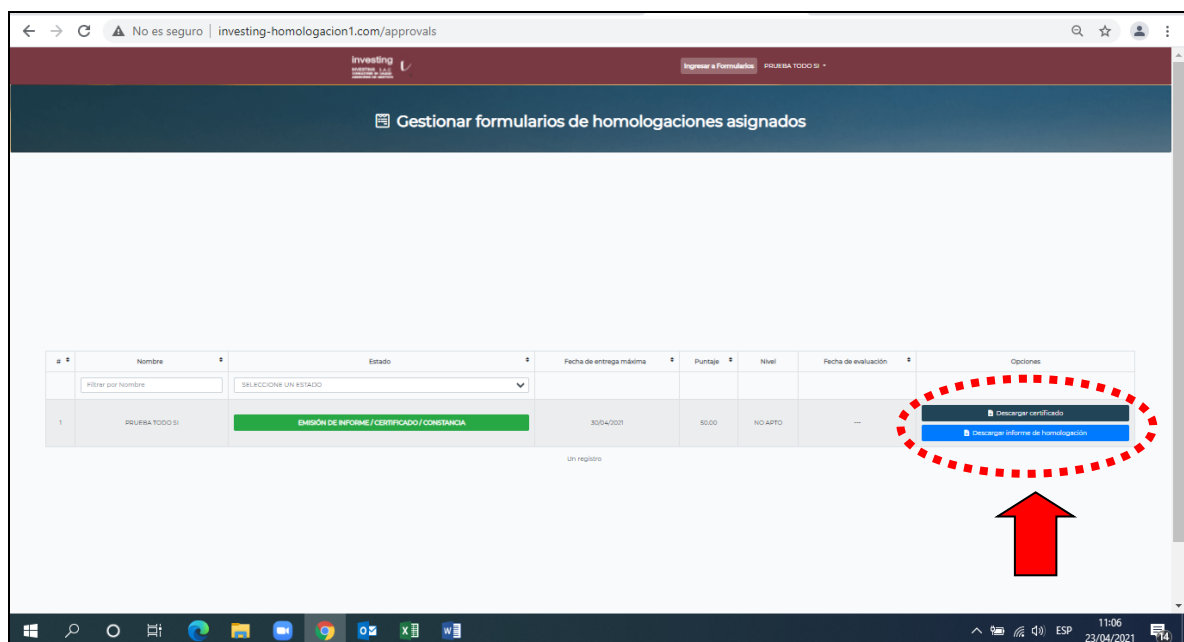 No es seguro | investing-homologacion1.com/approvals
investing
Ingresar a Formularios PRUEBA TODO SI
Gestionar formularios de homologaciones asignados
# Nombre Estado Fecha de entrega máxima Puntaje Nivel Fecha de evaluación Opciones
Filtrar por Nombre SELECCIONE UN ESTADO
1 PRUEBA TODO SI EMISIÓN DE INFORME / CERTIFICADO / CONSTANCIA 30/04/2021 50.00 NO APTO --- Descargar certificado
Descargar informe de homologación
Un registro
ESP 11:06
23/04/2021